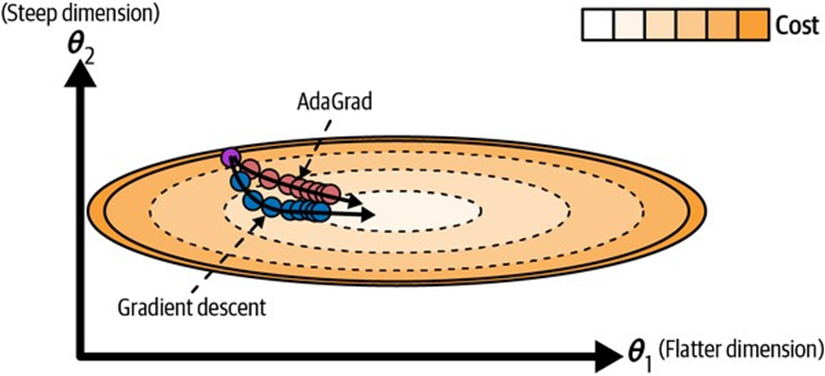 (Steep dimension)
θ2
Cost
AdaGrad
Gradient descent
θ1 (Flatter dimension)